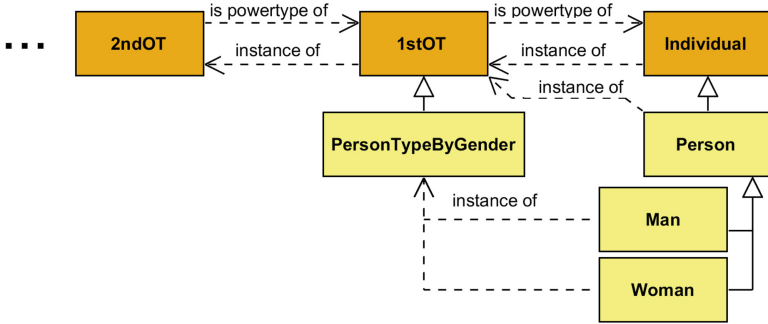 is powertype of
is powertype of
2ndOT
1stOT
Individual
instance of
instance of
instance of
PersonTypeByGender
Person
instance of
Man
Woman